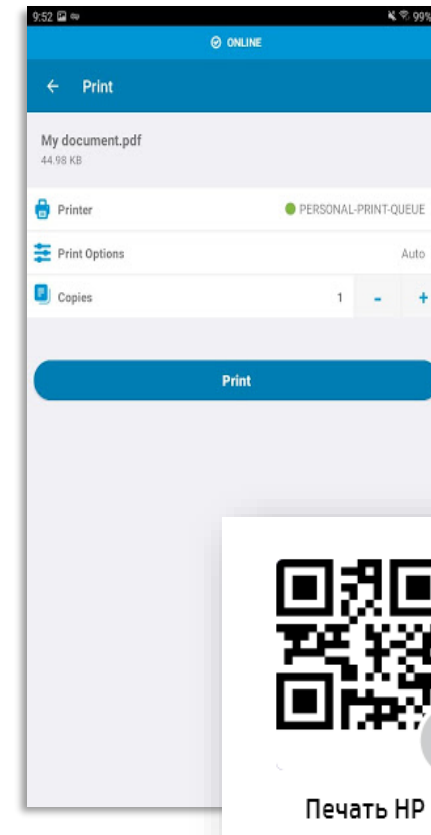 9:52 99%
ONLINE
Print
My document.pdf
44.98 KB
Printer PERSONAL-PRINT-QUEUE
Print Options Auto
Copies 1 - +
Print
Печать HP